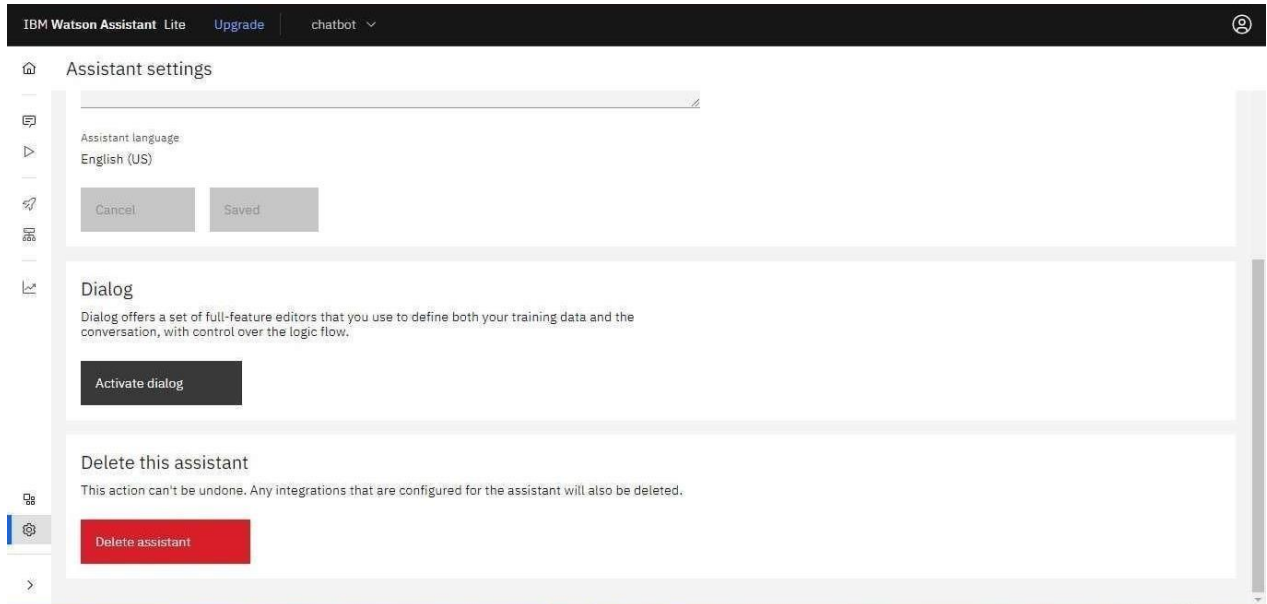 IBM Watson Assistant Lite Upgrade chatbot
Assistant settings
Assistant language
English (US)
Cancel Saved
Dialog
Dialog offers a set of full-feature editors that you use to define both your training data and the
conversation, with control over the logic flow.
Activate dialog
Delete this assistant
This action can't be undone. Any integrations that are configured for the assistant will also be deleted.
Delete assistant